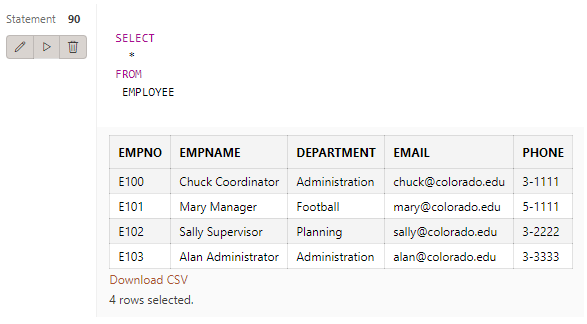 Statement 90
SELECT
*
FROM
EMPLOYEE
EMPNO EMPNAME DEPARTMENT EMAIL PHONE
E100 Chuck Coordinator Administration chuck@colorado.edu 3-1111
E101 Mary Manager Football mary@colorado.edu 5-1111
E102 Sally Supervisor Planning sally@colorado.edu 3-2222
E103 Alan Administrator Administration alan@colorado.edu 3-3333
Download CSV
4 rows selected.